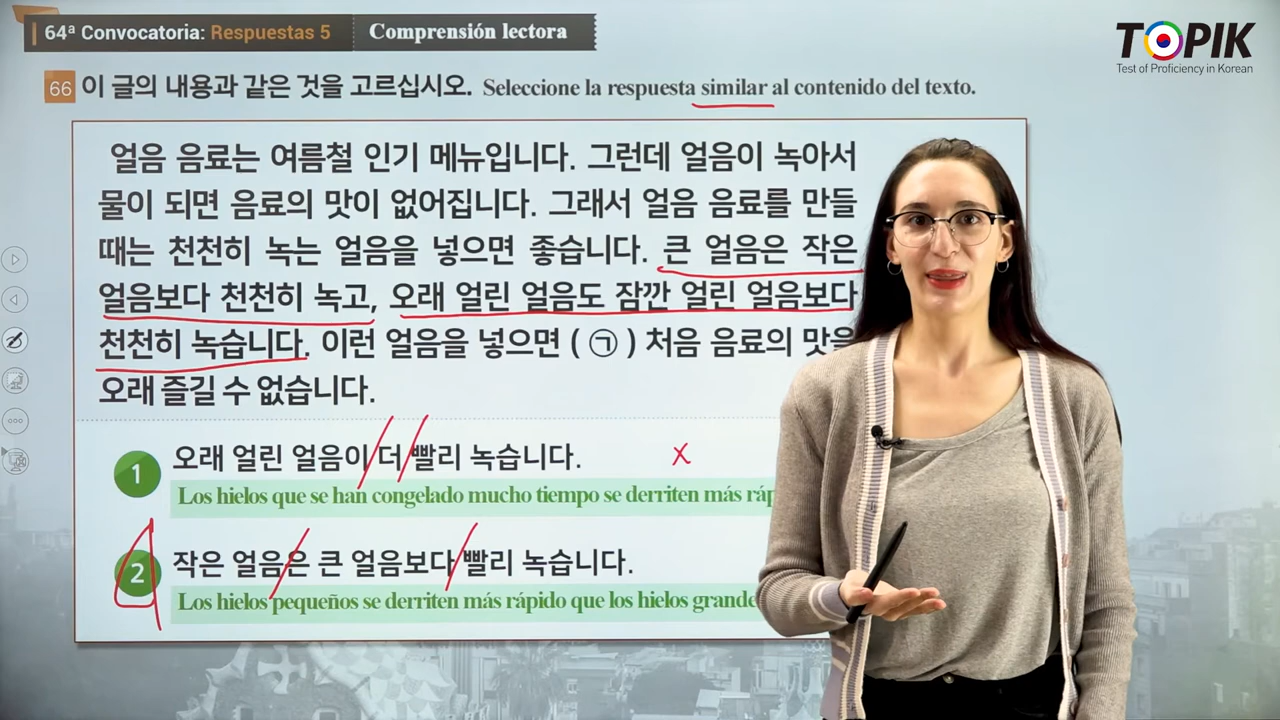 64ª Convocatoria: Respuestas 5 Comprensión lectora
TOPIK
Test of Proficiency in Korean
66 이 글의 내용과 같은 것을 고르십시오. Seleccione la respuesta similar al contenido del texto.
얼음 음료는 여름철 인기 메뉴입니다. 그런데 얼음이 녹아서
물이 되면 음료의 맛이 없어집니다. 그래서 얼음 음료를 만들
때는 천천히 녹는 얼음을 넣으면 좋습니다. 큰 얼음은 작은
얼음보다 천천히 녹고, 오래 얼린 얼음도 잠깐 얼린 얼음보다
천천히 녹습니다. 이런 얼음을 넣으면 ( ㉠ ) 처음 음료의 맛을
오래 즐길 수 없습니다.
1 오래 얼린 얼음이 더 빨리 녹습니다. x
Los hielos que se han congelado mucho tiempo se derriten más
2 작은 얼음은 큰 얼음보다 빨리 녹습니다.
Los hielos pequeños se derriten más rápido que los hielos